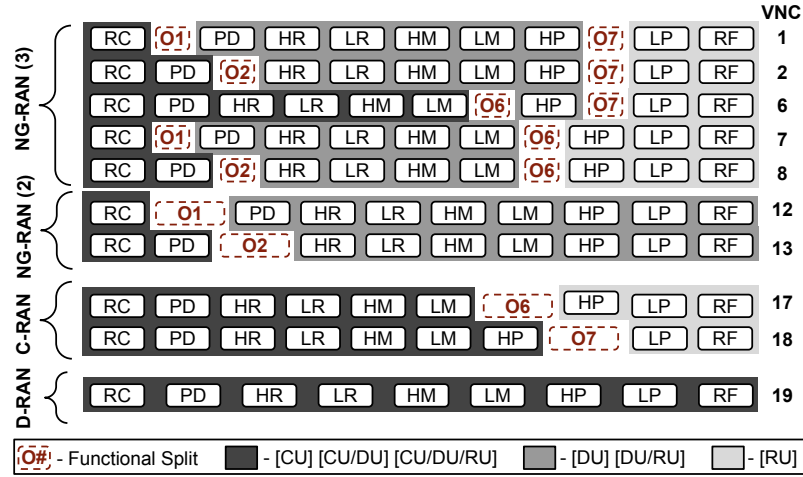 VNC
NG-RAN (3)
RC O1 PD HR LR HM LM HP O7 LP RF 1
RC PD O2 HR LR HM LM HP O7 LP RF 2
RC PD HR LR HM LM O6 HP O7 LP RF 6
RC O1 PD HR LR HM LM O6 HP LP RF 7
RC PD O2 HR LR HM LM O6 HP LP RF 8
NG-RAN (2)
RC O1 PD HR LR HM LM HP LP RF 12
RC PD O2 HR LR HM LM HP LP RF 13
C-RAN
RC PD HR LR HM LM O6 HP LP RF 17
RC PD HR LR HM LM HP O7 LP RF 18
D-RAN
RC PD HR LR HM LM HP LP RF 19
O# - Functional Split - [CU] [CU/DU] [CU/DU/RU] - [DU] [DU/RU] - [RU]